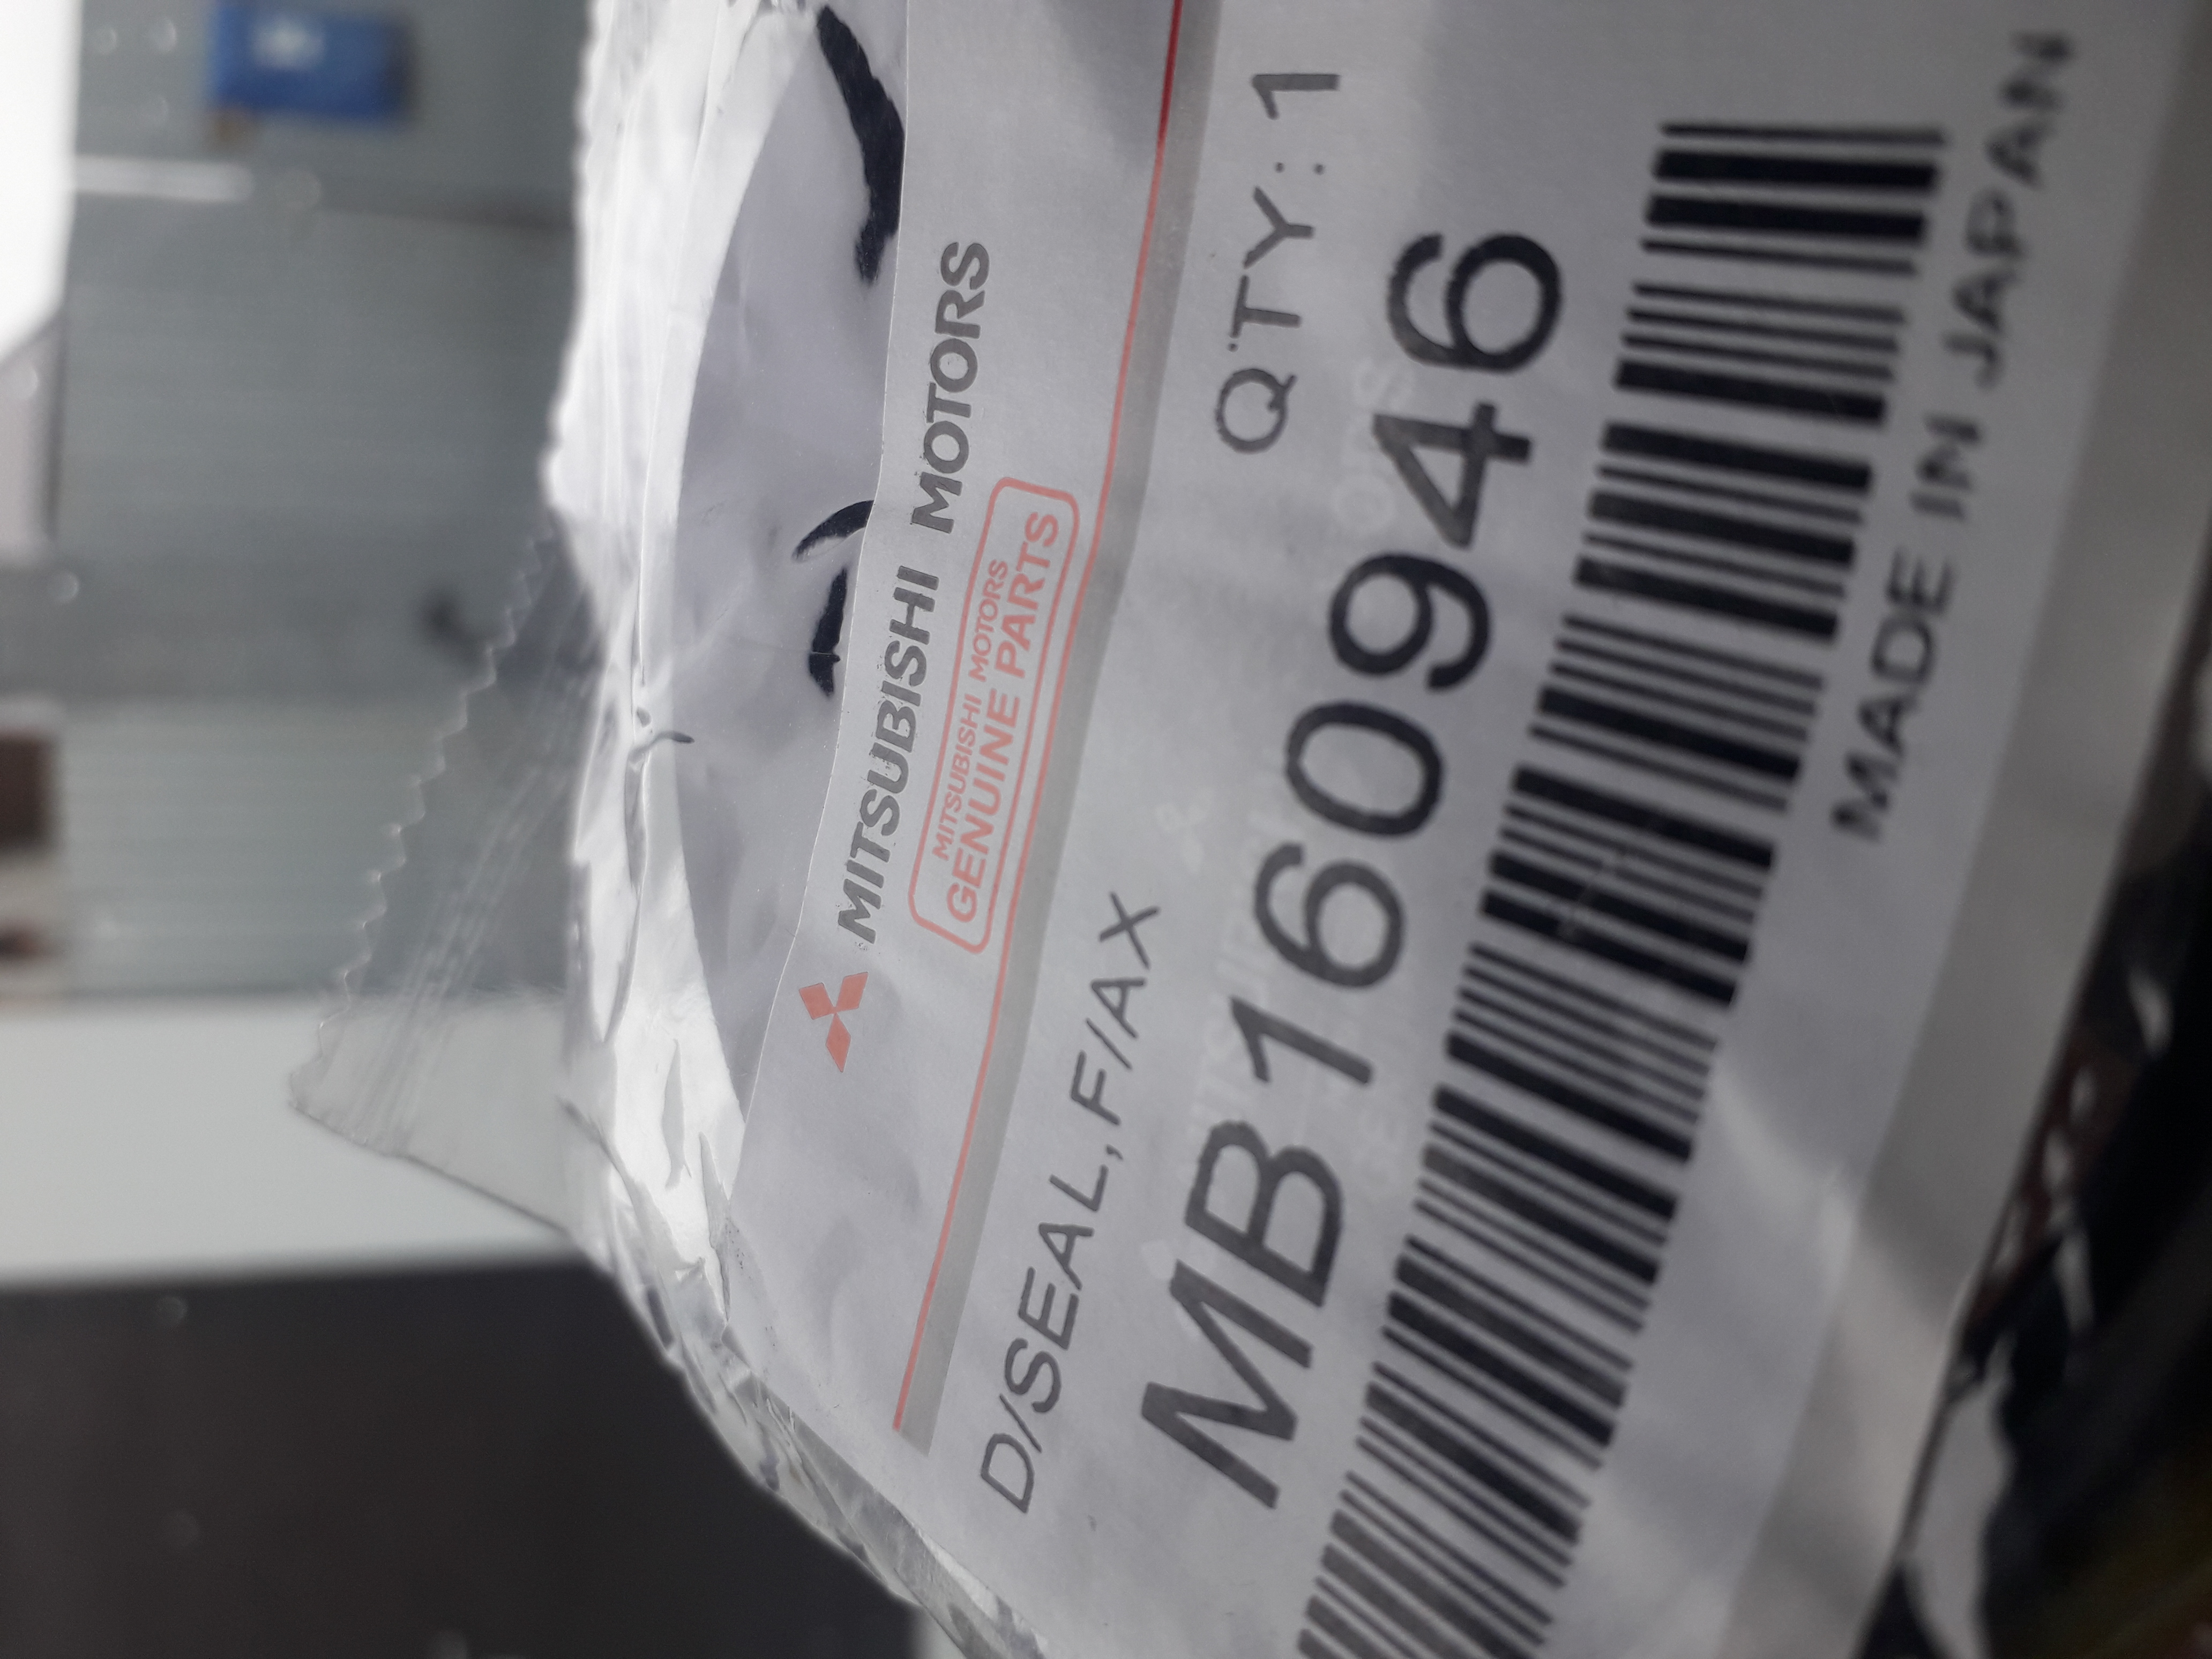 MITSUBISHI MOTORS
MITSUBISHI MOTORS
GENUINE PARTS
QTY: 1
D/SEAL,F/AX
MB160946
MADE IN JAPAN